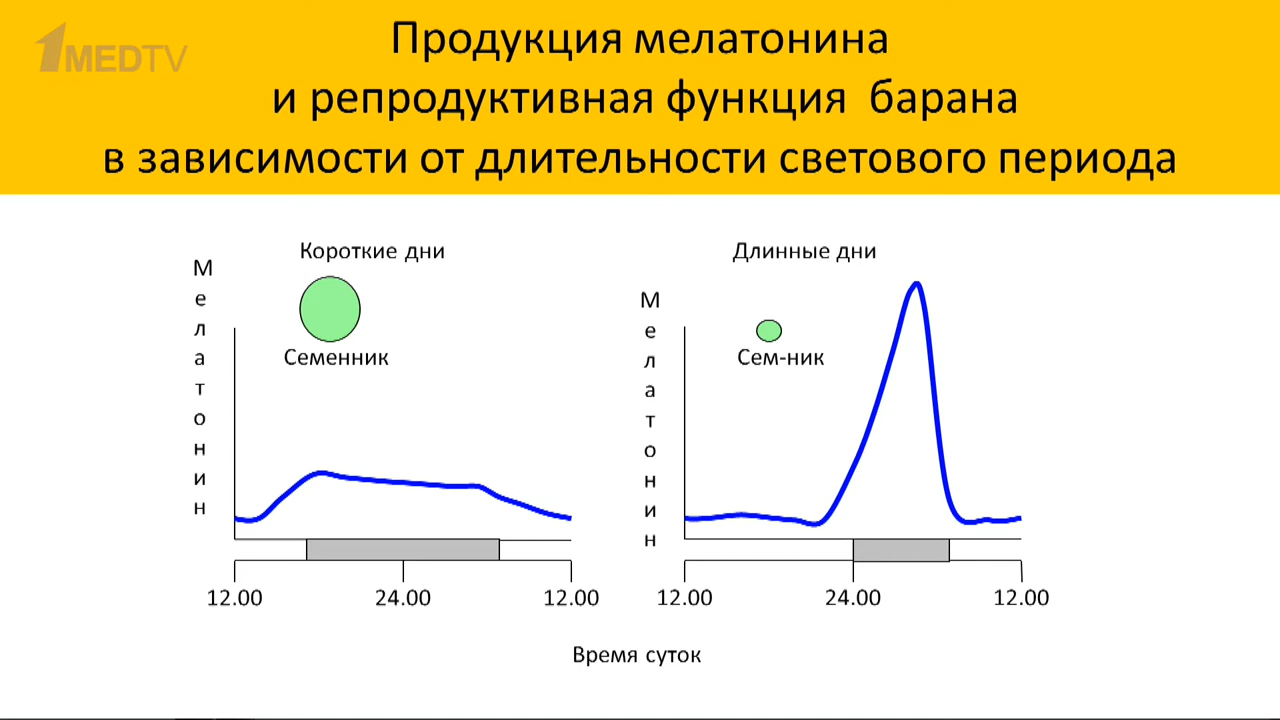 1MEDTV
Продукция мелатонина
и репродуктивная функция барана
в зависимости от длительности светового периода
Короткие дни
Мелатонин
Семенник
12.00
24.00
12.00
Длинные дни
Мелатонин
Сем-ник
12.00
24.00
12.00
Время суток